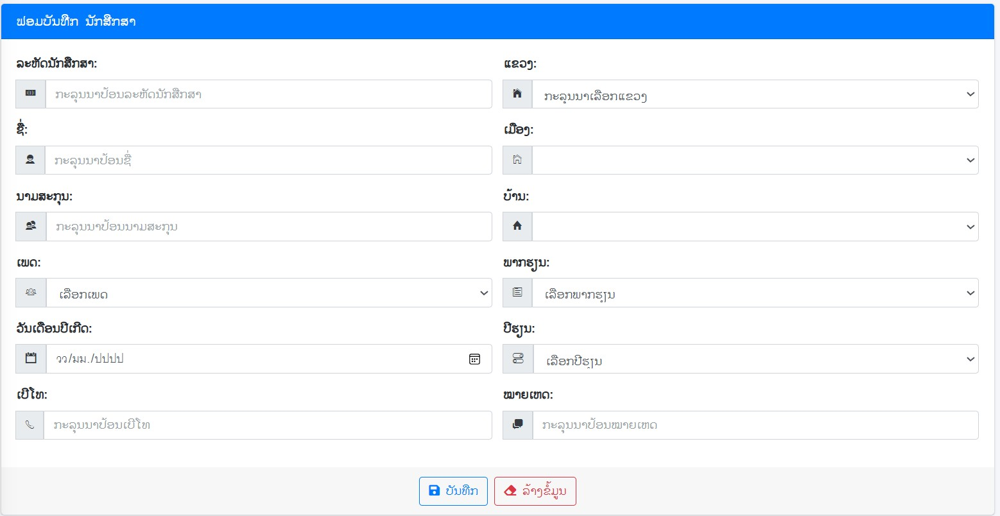 ຟອມບັນທຶກ ນັກສຶກສາ
ລະຫັດນັກສຶກສາ:
ກະລຸນນາປ້ອນລະຫັດນັກສຶກສາ
ຊື່:
ກະລຸນນາປ້ອນຊື່
ນາມສະກຸນ:
ກະລຸນນາປ້ອນນາມສະກຸນ
ເພດ:
ເລືອກເພດ
ວັນເດືອນປີເກີດ:
ວວ/ມມ./ປປປປ
ເບີໂທ:
ກະລຸນນາປ້ອນເບີໂທ
ແຂວງ:
ກະລຸນນາເລືອກແຂວງ
ເມືອງ:
ບ້ານ:
ພາກຮຽນ:
ເລືອກພາກຮຽນ
ປີຮຽນ:
ເລືອກປີຮຽນ
ໝາຍເຫດ:
ກະລຸນນາປ້ອນໝາຍເຫດ
ບັນທຶກ
ລ້າງຂໍ້ມູນ